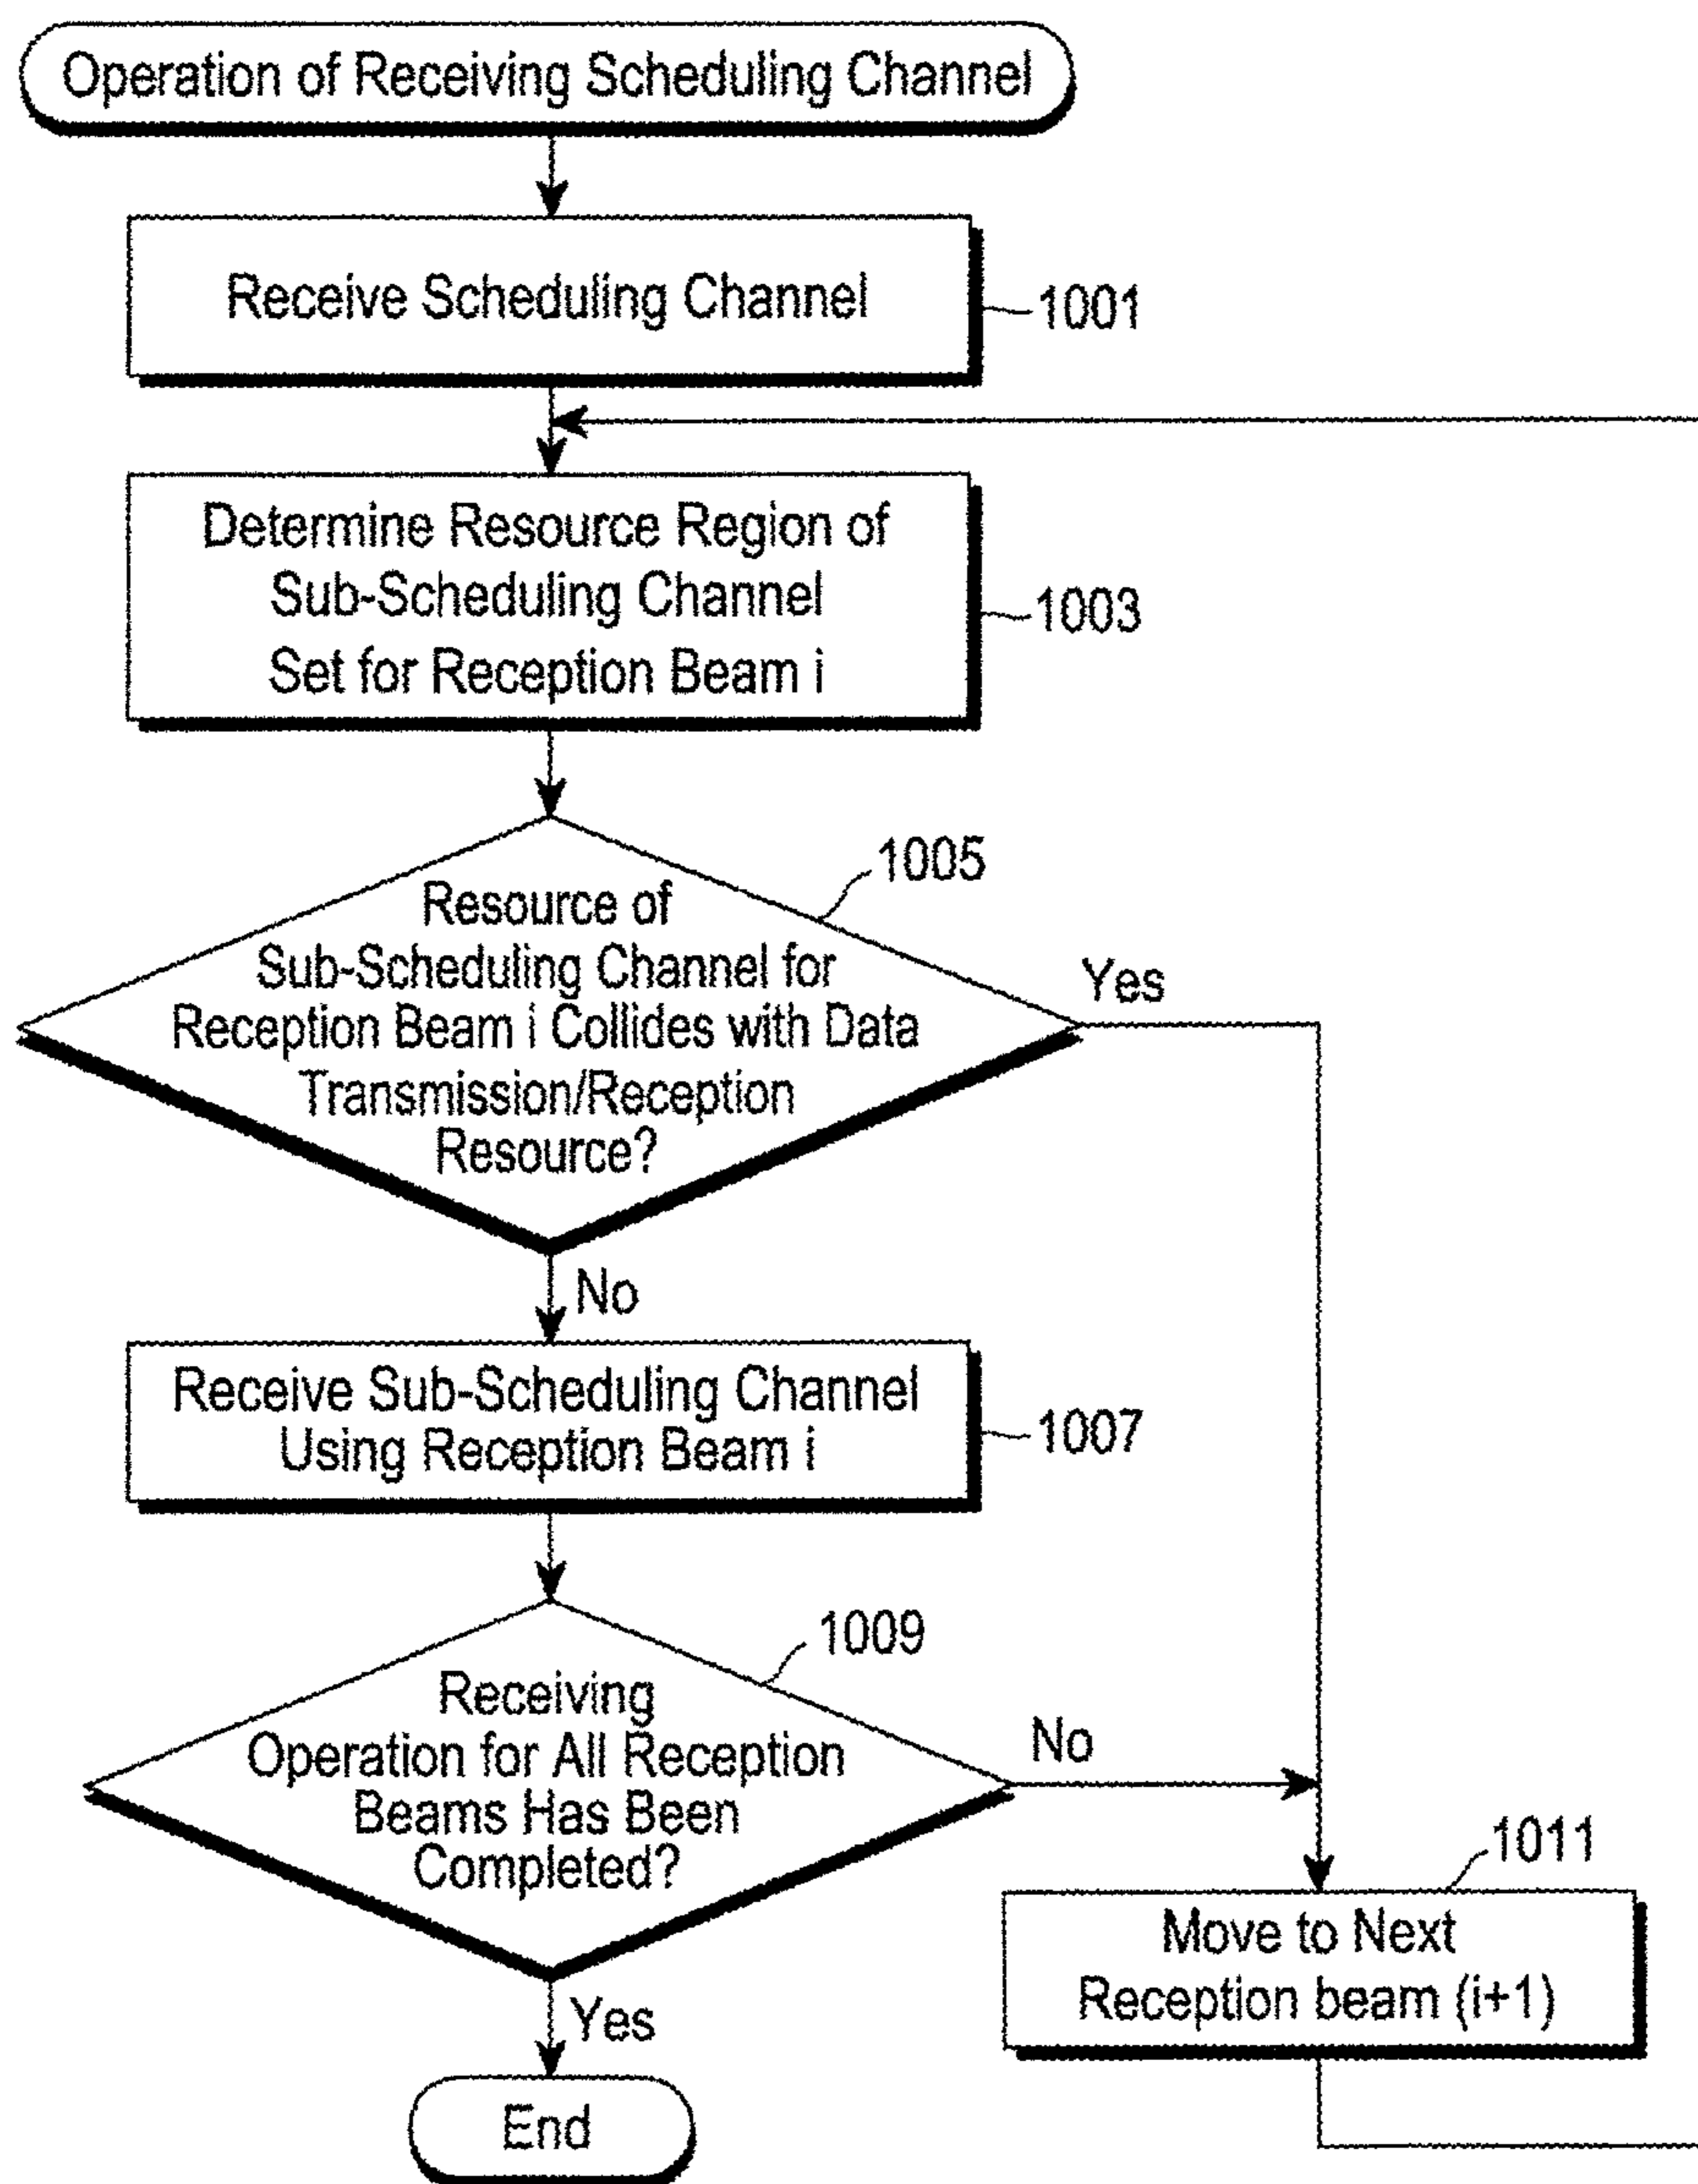 Operation of Receiving Scheduling Channel
Receive Scheduling Channel
1001
Determine Resource Region of
Sub-Scheduling Channel
Set for Reception Beam i
1003
1005
Resource of
Sub-Scheduling Channel for
Reception Beam i Collides with Data
Transmission/Reception
Resource?
Yes
No
Receive Sub-Scheduling Channel
Using Reception Beam i
1007
1009
Receiving
Operation for All Reception
Beams Has Been
Completed?
No
1011
Move to Next
Reception beam (i+1)
Yes
End